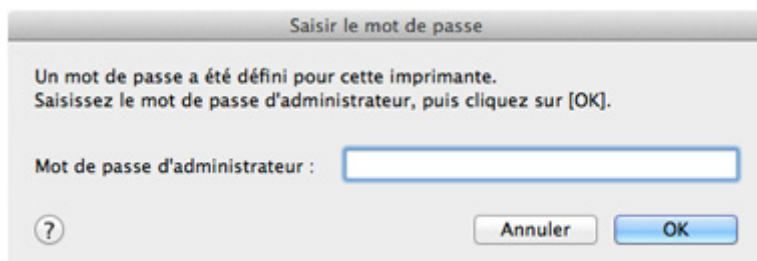 Saisir le mot de passe
Un mot de passe a été défini pour cette imprimante.
Saisissez le mot de passe d'administrateur, puis cliquez sur [OK].
Mot de passe d'administrateur :
?
Annuler
OK